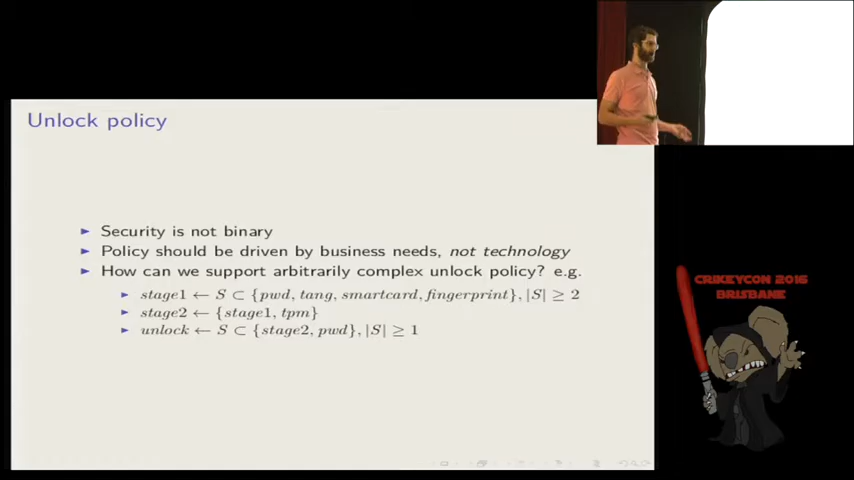 Unlock policy
▶ Security is not binary
▶ Policy should be driven by business needs, not technology
▶ How can we support arbitrarily complex unlock policy? e.g.
▶ stage1 ← S ⊂ {pwd, tang, smartcard, fingerprint}, |S| ≥ 2
▶ stage2 ← {stage1, tpm}
▶ unlock ← S ⊂ {stage2, pwd}, |S| ≥ 1
CRIKEYCON 2016
BRISBANE